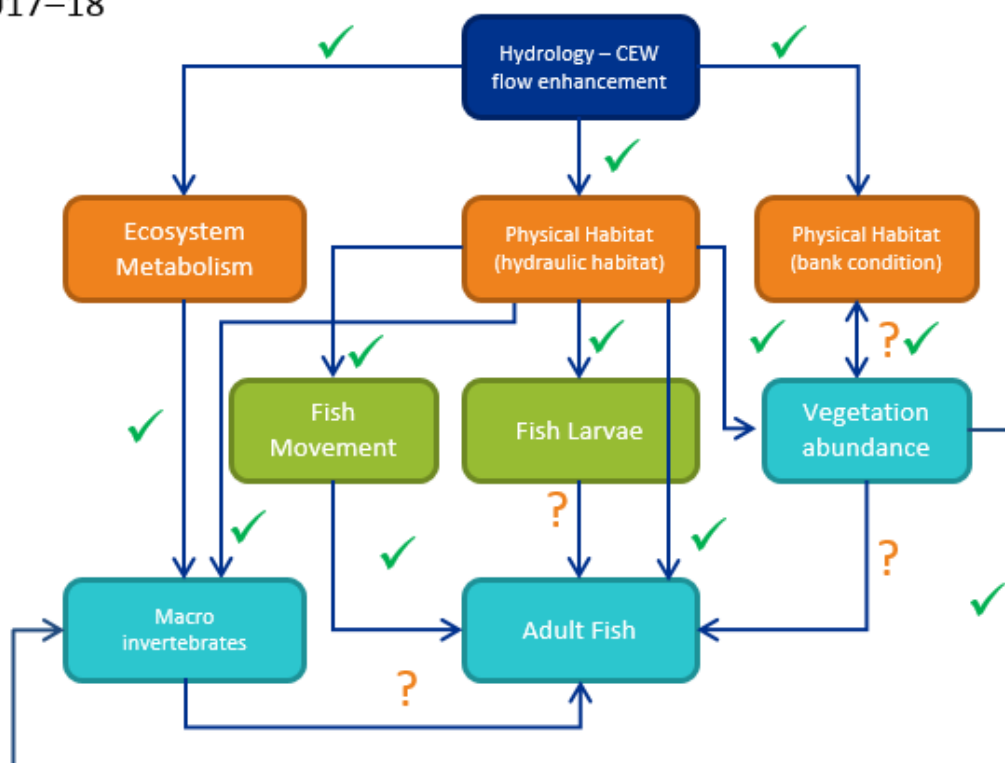 017–18
Hydrology – CEW
flow enhancement
Ecosystem
Metabolism
Physical Habitat
(hydraulic habitat)
Physical Habitat
(bank condition)
?
Fish
Movement
Fish Larvae
Vegetation
abundance
?
?
Macro
invertebrates
Adult Fish
?